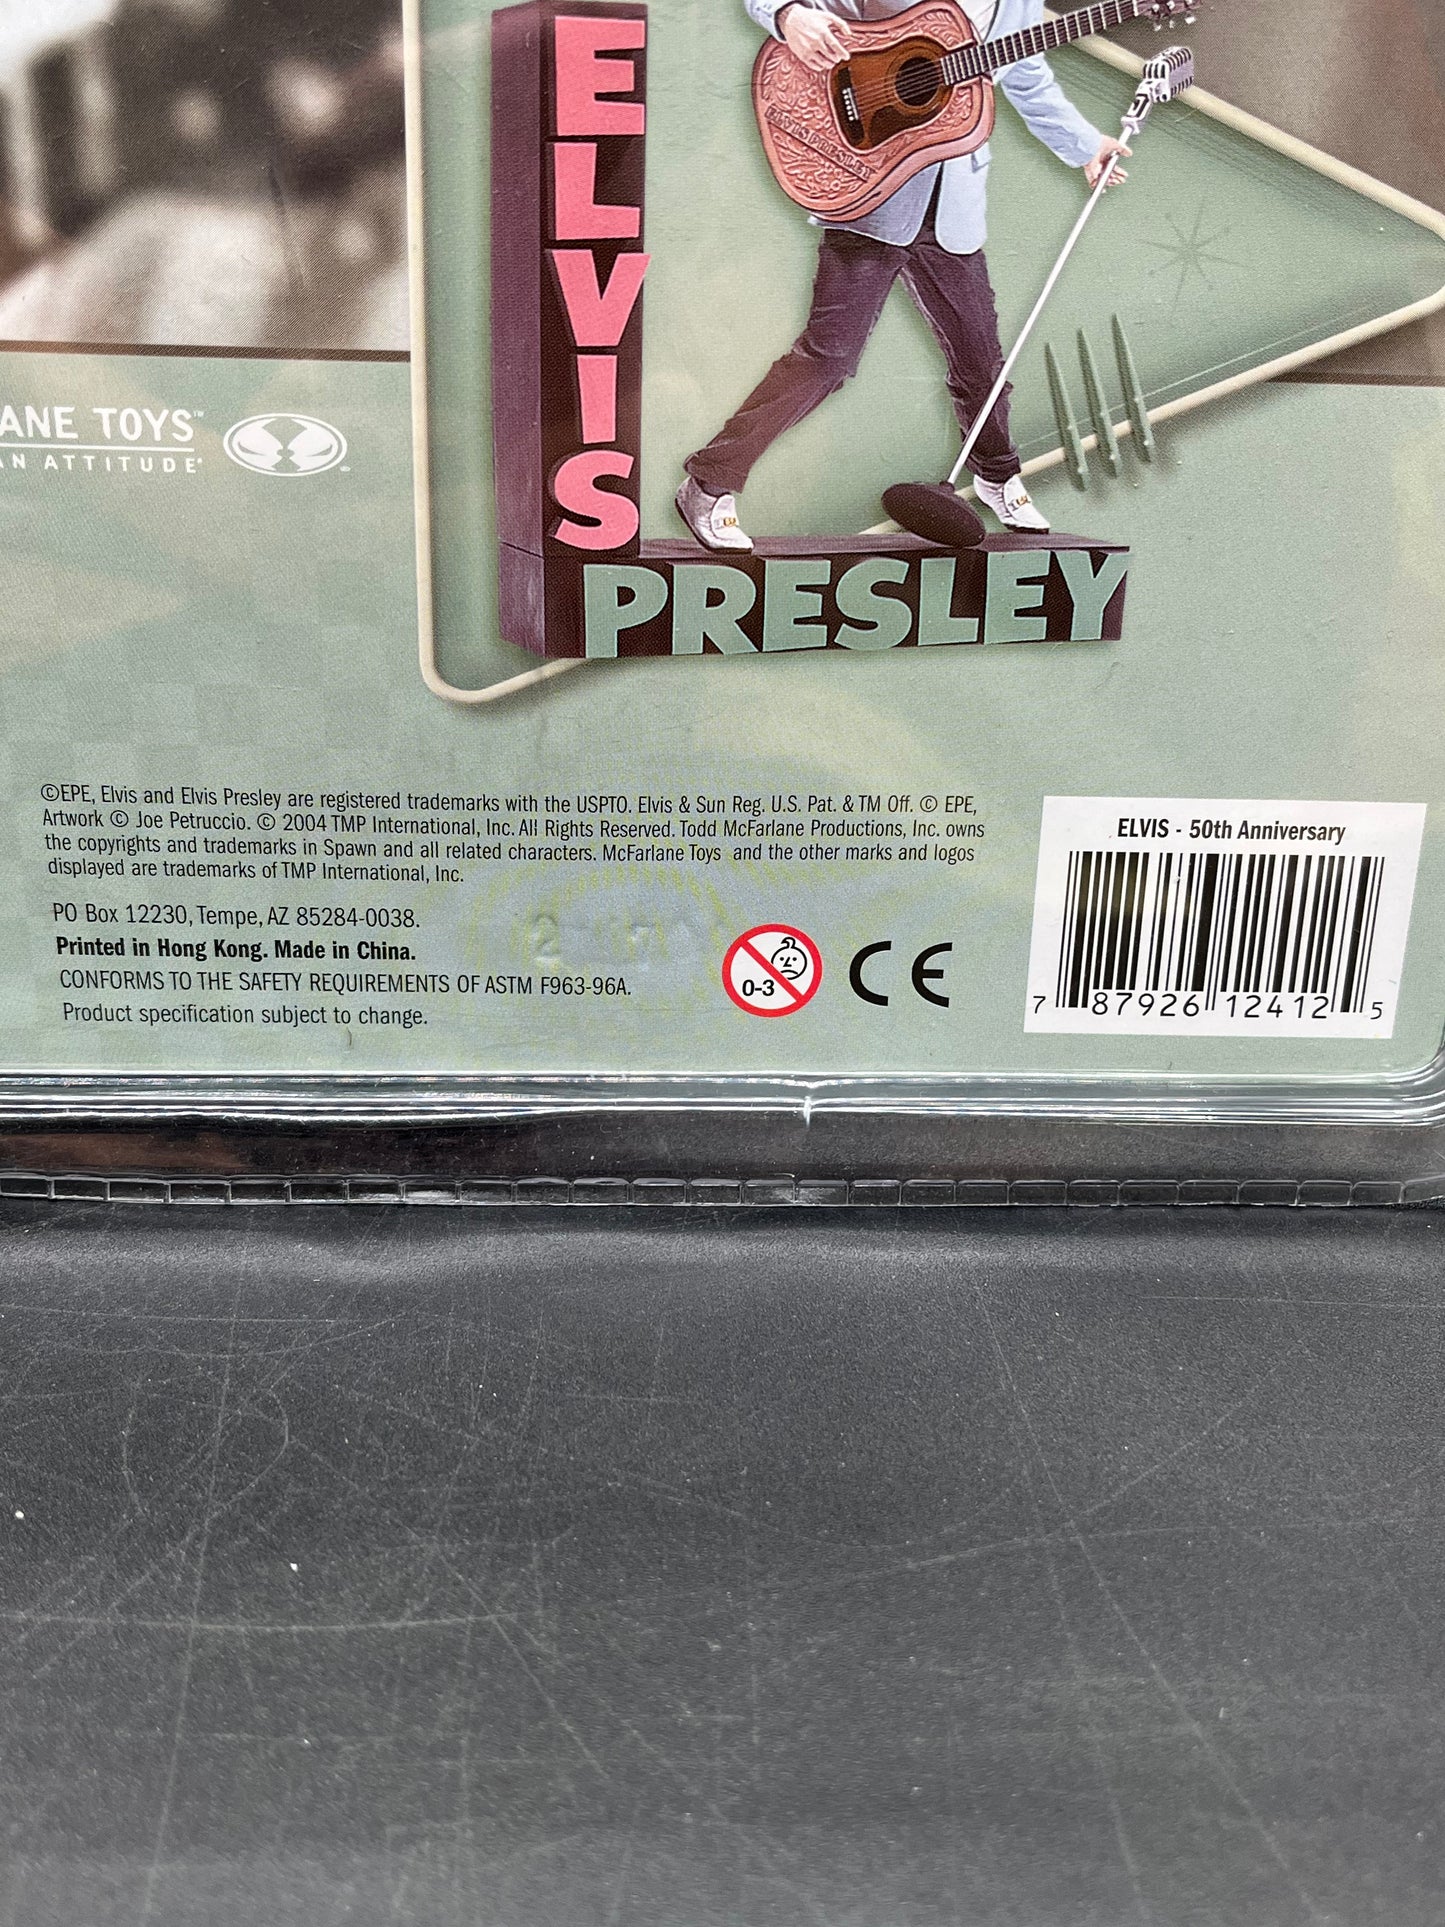 ELVIS PRESLEY
ELVIS
PRESLEY
ANE TOYS™
N ATTITUDE®
©EPE, Elvis and Elvis Presley are registered trademarks with the USPTO. Elvis & Sun Reg. U.S. Pat. & TM Off. © EPE,
Artwork © Joe Petruccio. © 2004 TMP International, Inc. All Rights Reserved. Todd McFarlane Productions, Inc. owns
the copyrights and trademarks in Spawn and all related characters. McFarlane Toys and the other marks and logos
displayed are trademarks of TMP International, Inc.
PO Box 12230, Tempe, AZ 85284-0038.
Printed in Hong Kong. Made in China.
CONFORMS TO THE SAFETY REQUIREMENTS OF ASTM F963-96A.
Product specification subject to change.
0-3
CE
ELVIS - 50th Anniversary
7 87926 12412 5